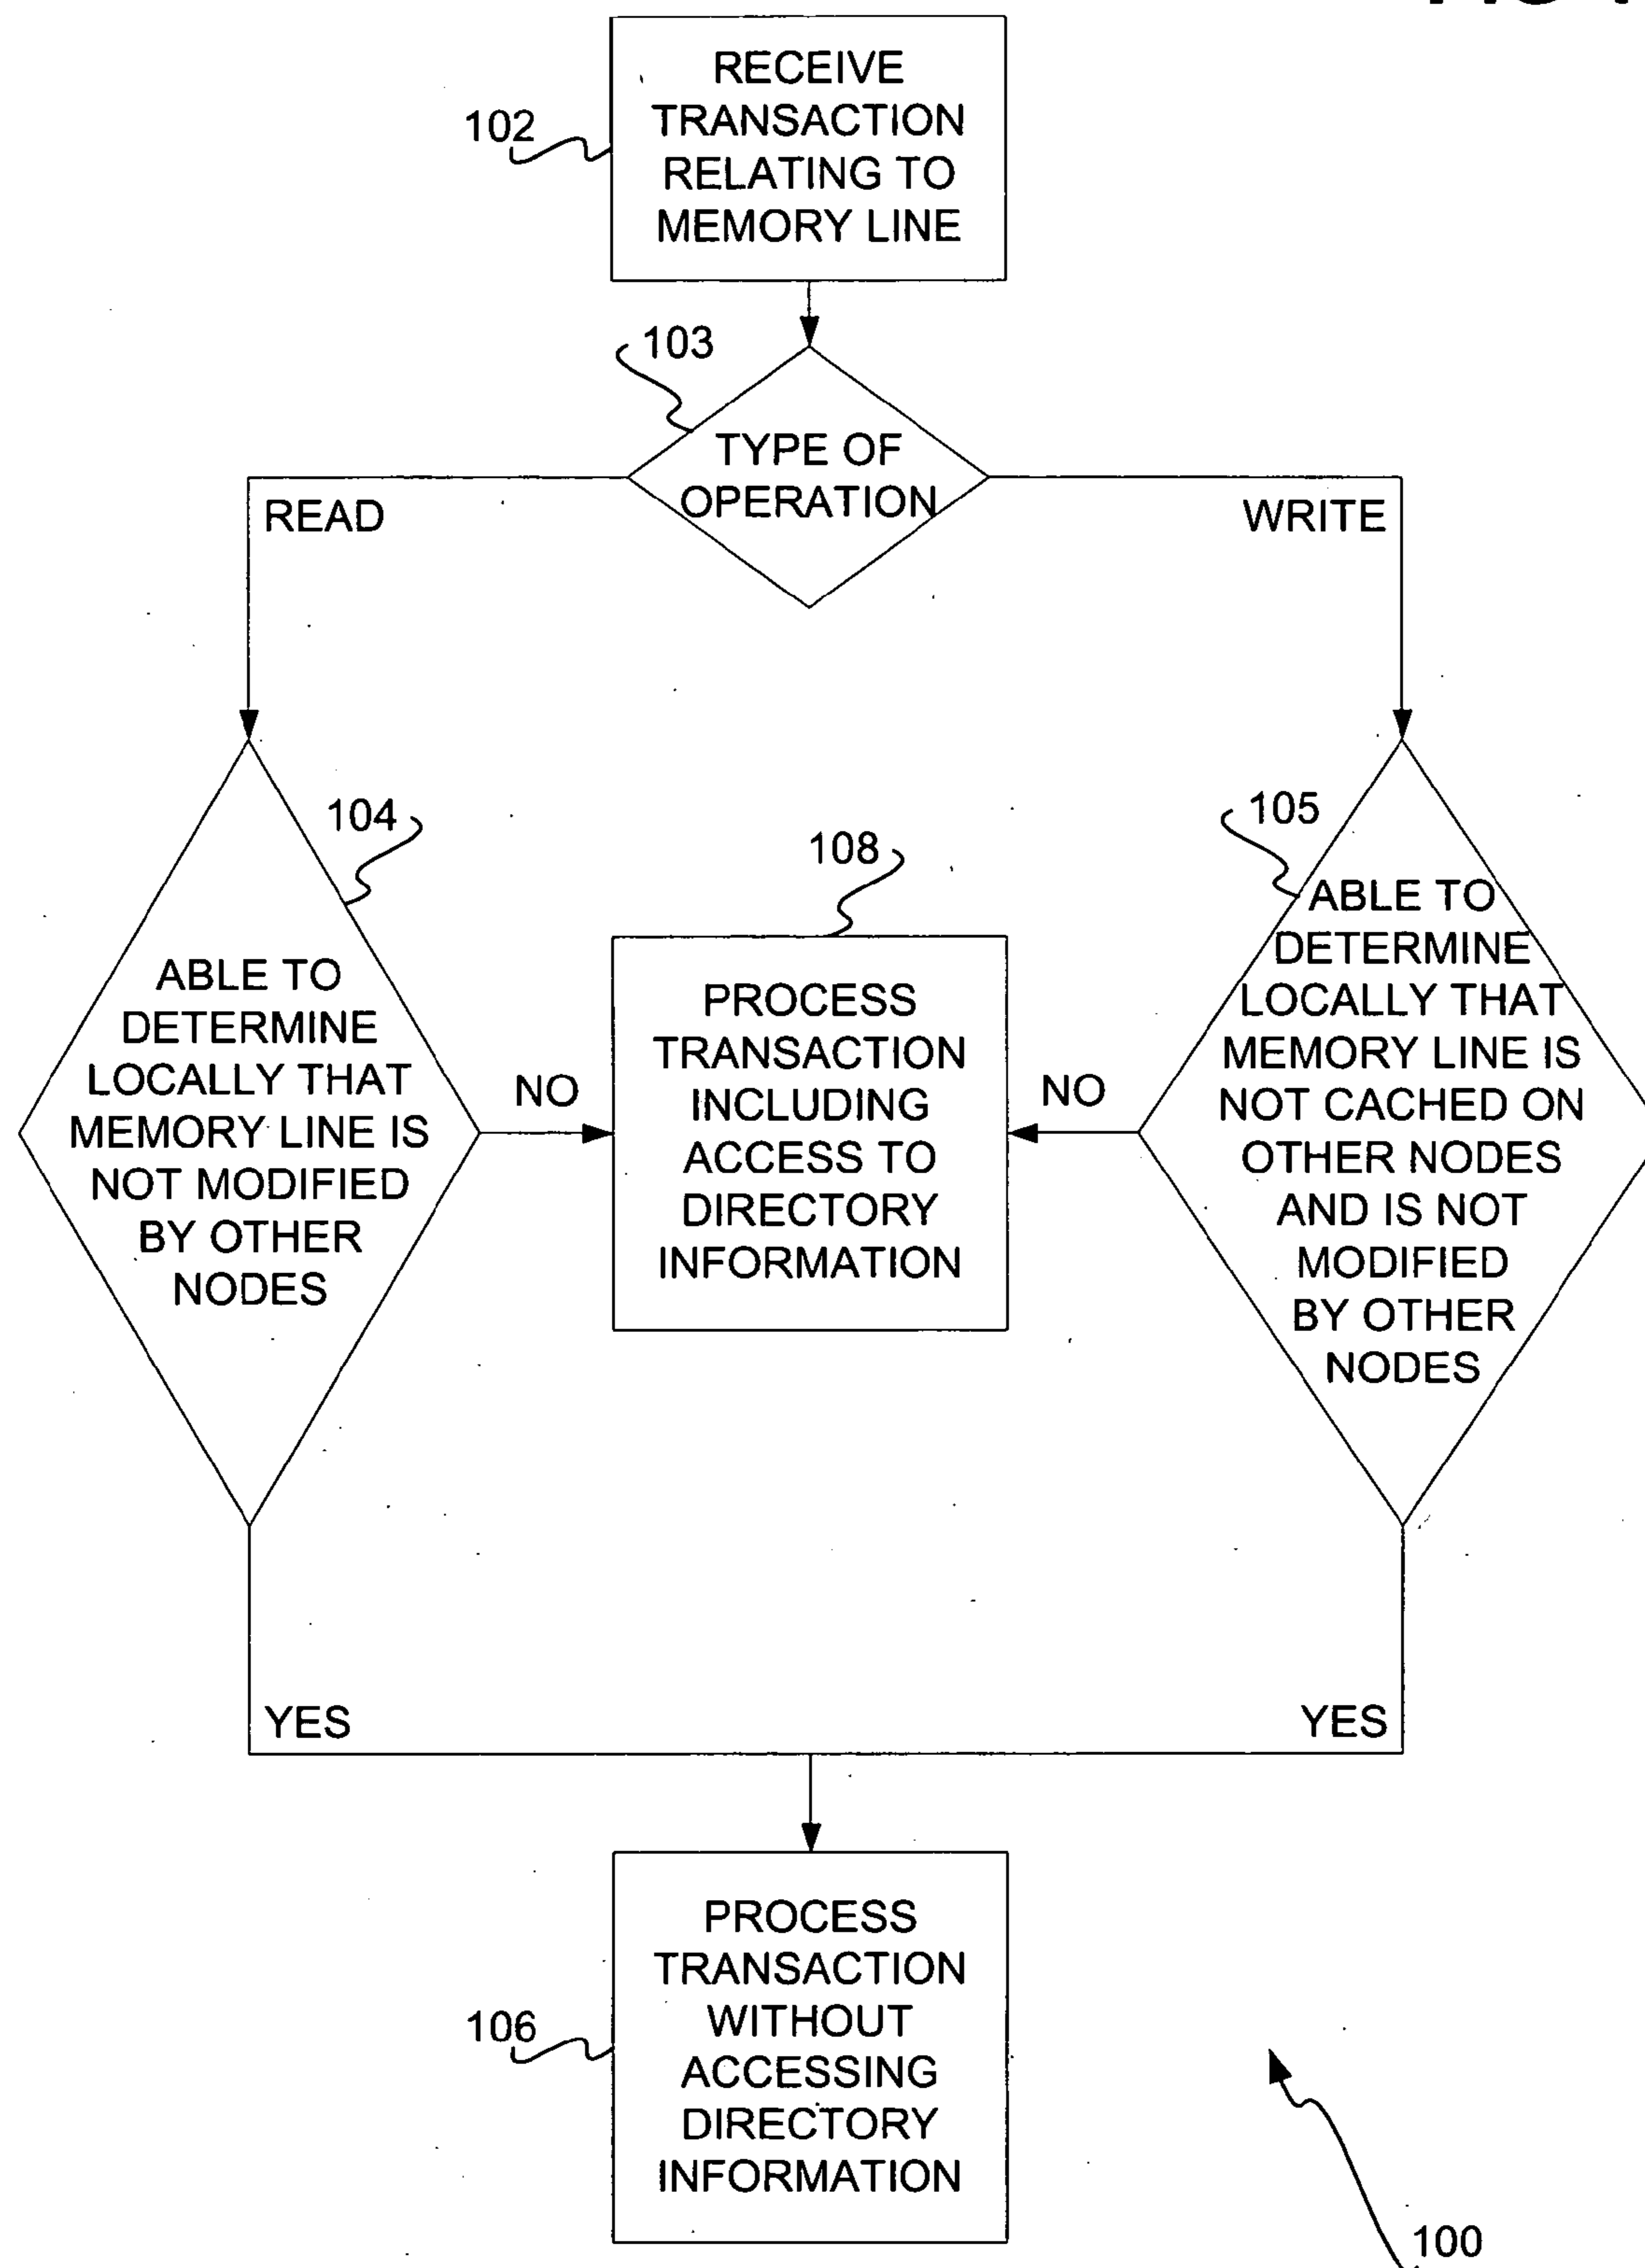 102
RECEIVE
TRANSACTION
RELATING TO
MEMORY LINE
103
TYPE OF
OPERATION
READ
WRITE
104
ABLE TO
DETERMINE
LOCALLY THAT
MEMORY LINE IS
NOT MODIFIED
BY OTHER
NODES
NO
108
PROCESS
TRANSACTION
INCLUDING
ACCESS TO
DIRECTORY
INFORMATION
NO
105
ABLE TO
DETERMINE
LOCALLY THAT
MEMORY LINE IS
NOT CACHED ON
OTHER NODES
AND IS NOT
MODIFIED
BY OTHER
NODES
YES
YES
106
PROCESS
TRANSACTION
WITHOUT
ACCESSING
DIRECTORY
INFORMATION
100